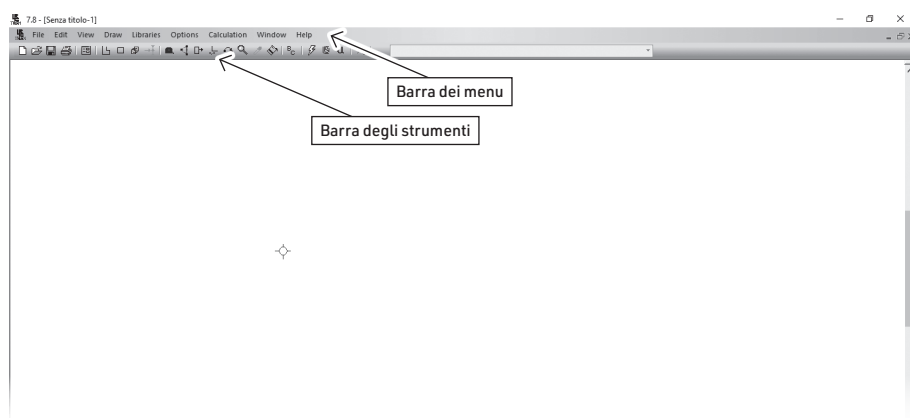 7.8 - [Senza titolo-1]
File Edit View Draw Libraries Options Calculation Window Help
Barra dei menu
Barra degli strumenti